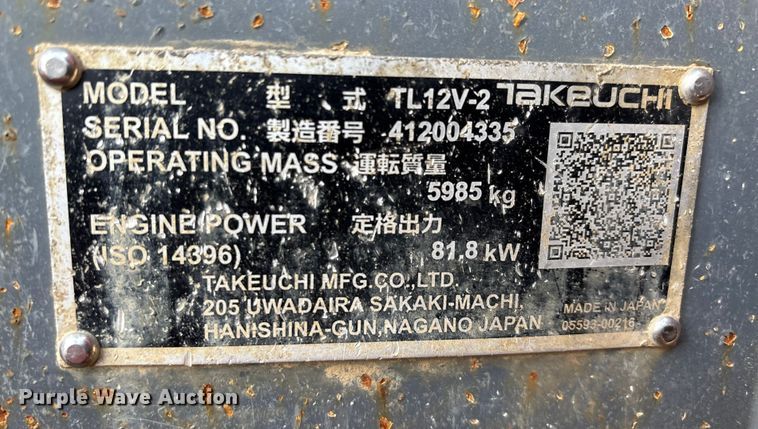 MODEL 型 式 TL12V-2 TAKEUCHI
SERIAL NO. 製造番号 412004335
OPERATING MASS 運転質量
5985 kg
ENGINE POWER 定格出力
(ISO 14396) 81.8 kW
TAKEUCHI MFG.CO.,LTD.
205 UWADAIRA SAKAKI-MACHI,
HANISHINA-GUN,NAGANO JAPAN
MADE IN JAPAN
05593-00216
Purple Wave Auction